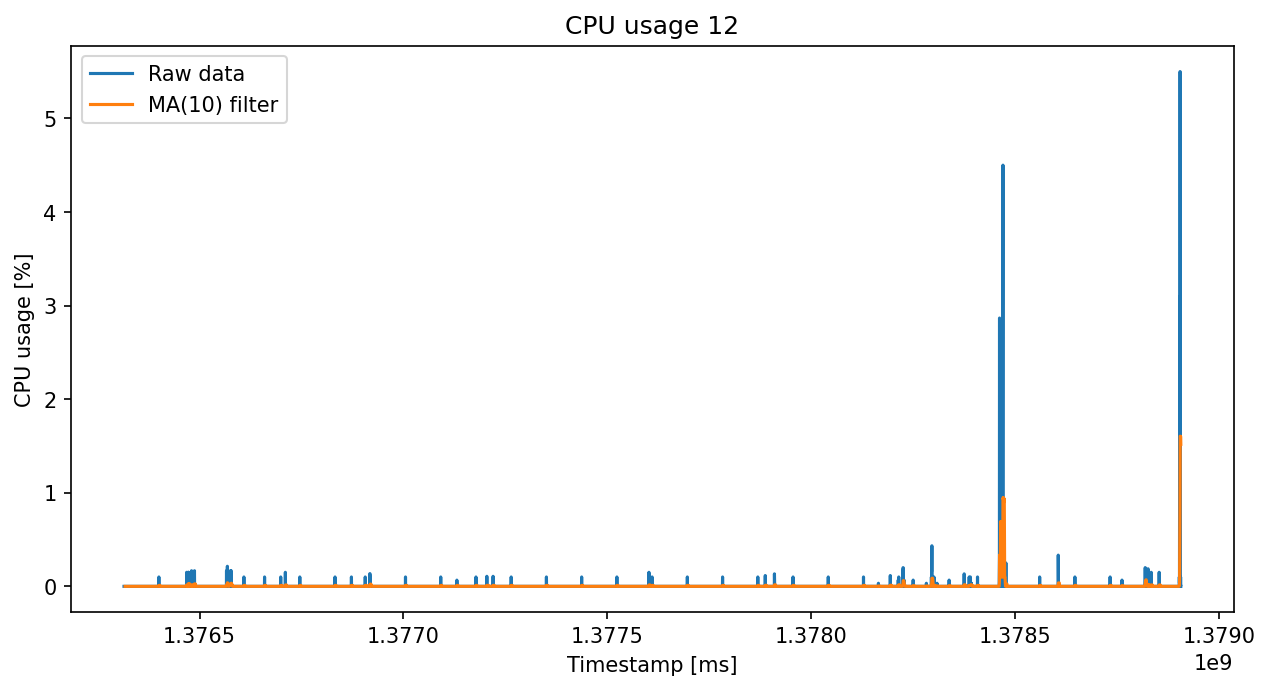 CPU usage 12
Raw data
MA(10) filter
CPU usage [%]
5
4
3
2
1
0
1.3765
1.3770
1.3775
1.3780
1.3785
1.3790
1e9
Timestamp [ms]